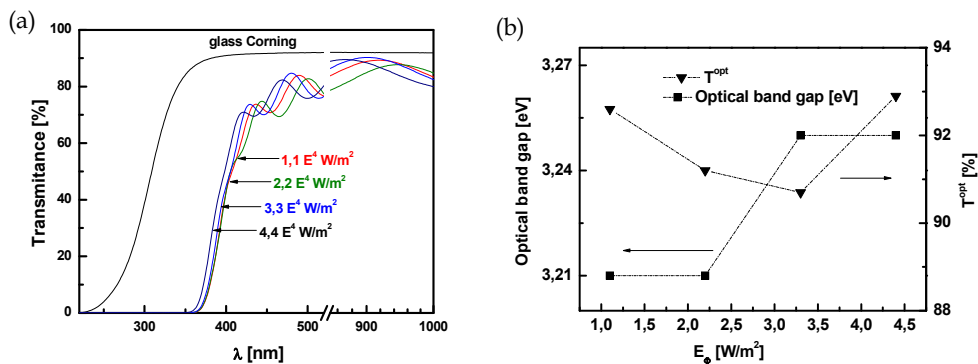 (a)
glass Corning
Transmitance [%]
100
80
60
40
20
0
1,1 E⁴ W/m²
2,2 E⁴ W/m²
3,3 E⁴ W/m²
4,4 E⁴ W/m²
300
400
500
900
1000
λ [nm]
(b)
Optical band gap [eV]
3,27
3,24
3,21
T^opt
Optical band gap [eV]
94
92
90
88
T^opt [%]
1,0
1,5
2,0
2,5
3,0
3,5
4,0
4,5
E_Φ [W/m²]